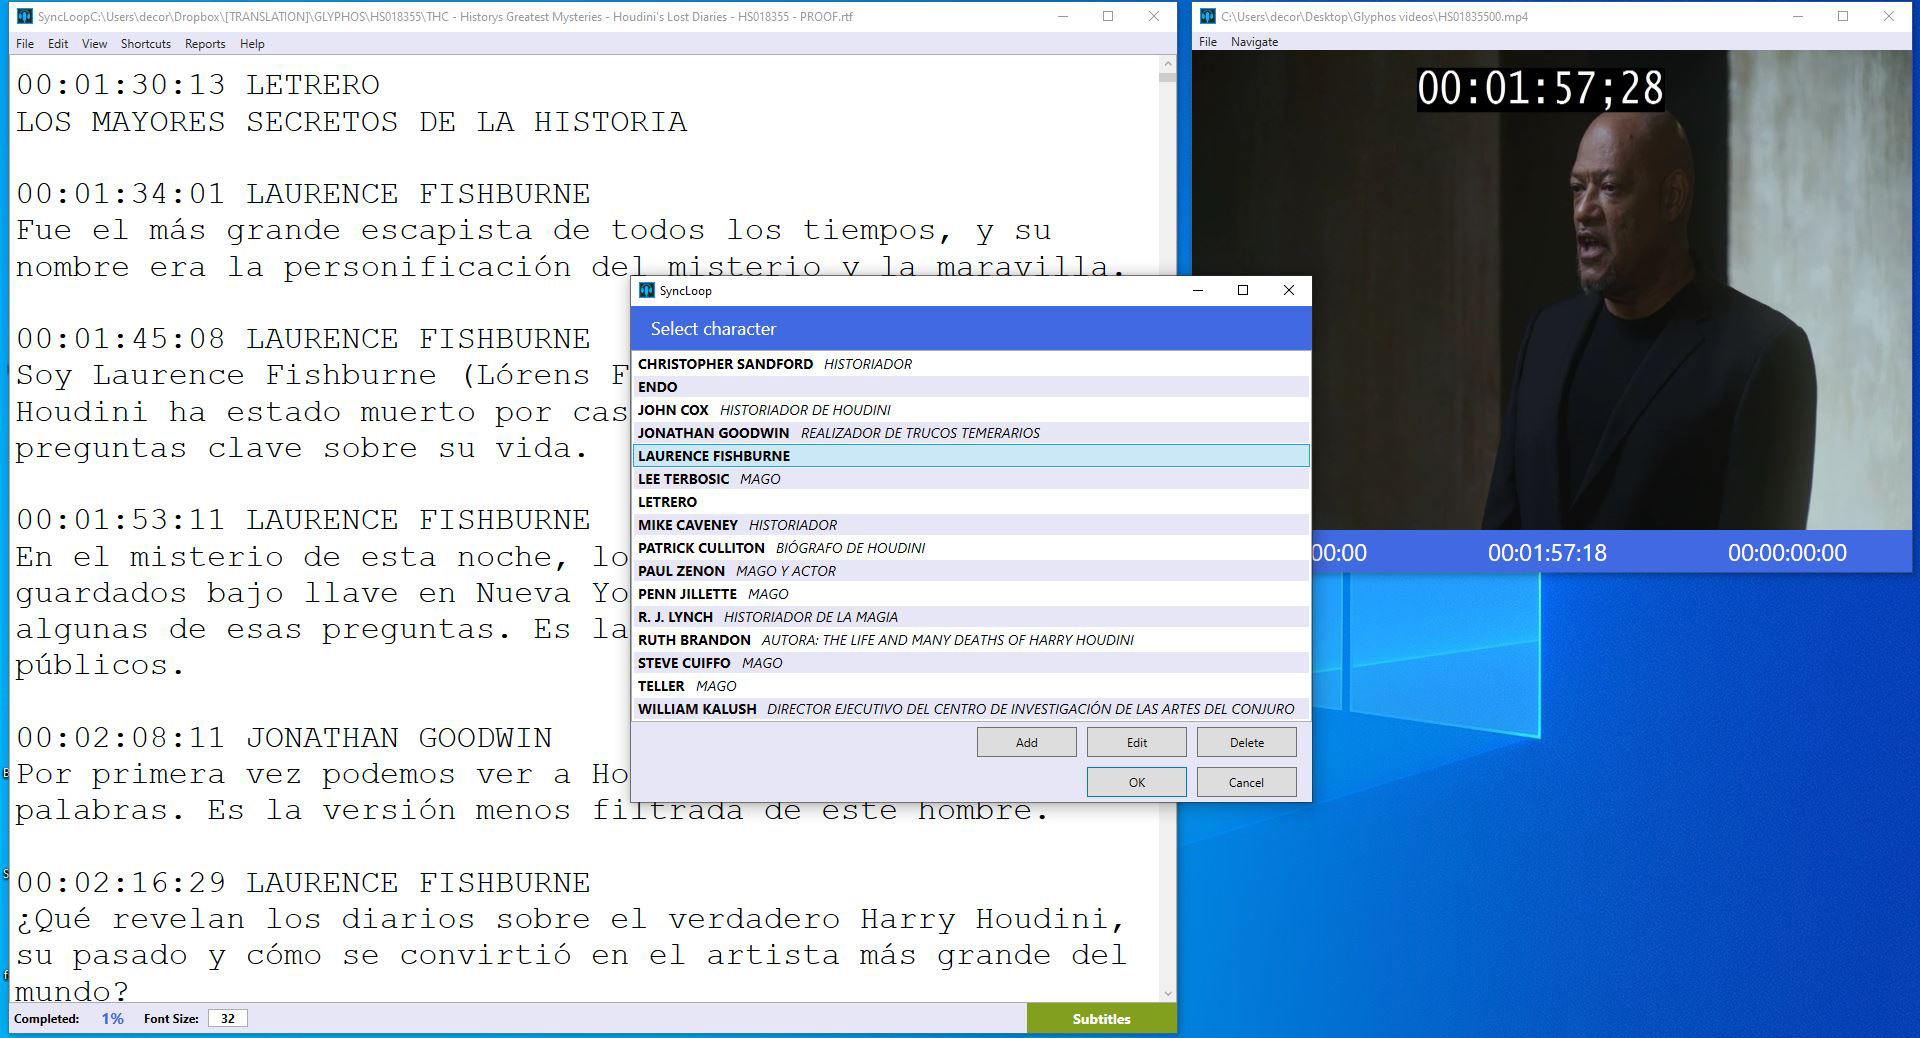 SyncLoopC:\Users\decor\Dropbox\[TRANSLATION]\GLYPHOS\HS018355\THC - Historys Greatest Mysteries - Houdini's Lost Diaries - HS018355 - PROOF.rtf
File Edit View Shortcuts Reports Help
00:01:30:13 LETRERO
LOS MAYORES SECRETOS DE LA HISTORIA
00:01:34:01 LAURENCE FISHBURNE
Fue el más grande escapista de todos los tiempos, y su
nombre era la personificación del misterio y la maravilla.
00:01:45:08 LAURENCE FISHBURNE
Soy Laurence Fishburne (Lórens F
Houdini ha estado muerto por cas
preguntas clave sobre su vida.
00:01:53:11 LAURENCE FISHBURNE
En el misterio de esta noche, lo
guardados bajo llave en Nueva Yo
algunas de esas preguntas. Es la
públicos.
00:02:08:11 JONATHAN GOODWIN
Por primera vez podemos ver a Ho
palabras. Es la versión menos filtrada de este hombre.
00:02:16:29 LAURENCE FISHBURNE
¿Qué revelan los diarios sobre el verdadero Harry Houdini,
su pasado y cómo se convirtió en el artista más grande del
mundo?
Completed: 1% Font Size: 32 Subtitles
SyncLoop
Select character
CHRISTOPHER SANDFORD HISTORIADOR
ENDO
JOHN COX HISTORIADOR DE HOUDINI
JONATHAN GOODWIN REALIZADOR DE TRUCOS TEMERARIOS
LAURENCE FISHBURNE
LEE TERBOSIC MAGO
LETRERO
MIKE CAVENEY HISTORIADOR
PATRICK CULLITON BIÓGRAFO DE HOUDINI
PAUL ZENON MAGO Y ACTOR
PENN JILLETTE MAGO
R. J. LYNCH HISTORIADOR DE LA MAGIA
RUTH BRANDON AUTORA: THE LIFE AND MANY DEATHS OF HARRY HOUDINI
STEVE CUIFFO MAGO
TELLER MAGO
WILLIAM KALUSH DIRECTOR EJECUTIVO DEL CENTRO DE INVESTIGACIÓN DE LAS ARTES DEL CONJURO
Add Edit Delete
OK Cancel
C:\Users\decor\Desktop\Glyphos videos\HS01835500.mp4
File Navigate
00:01:57;28
00:00 00:01:57:18 00:00:00:00